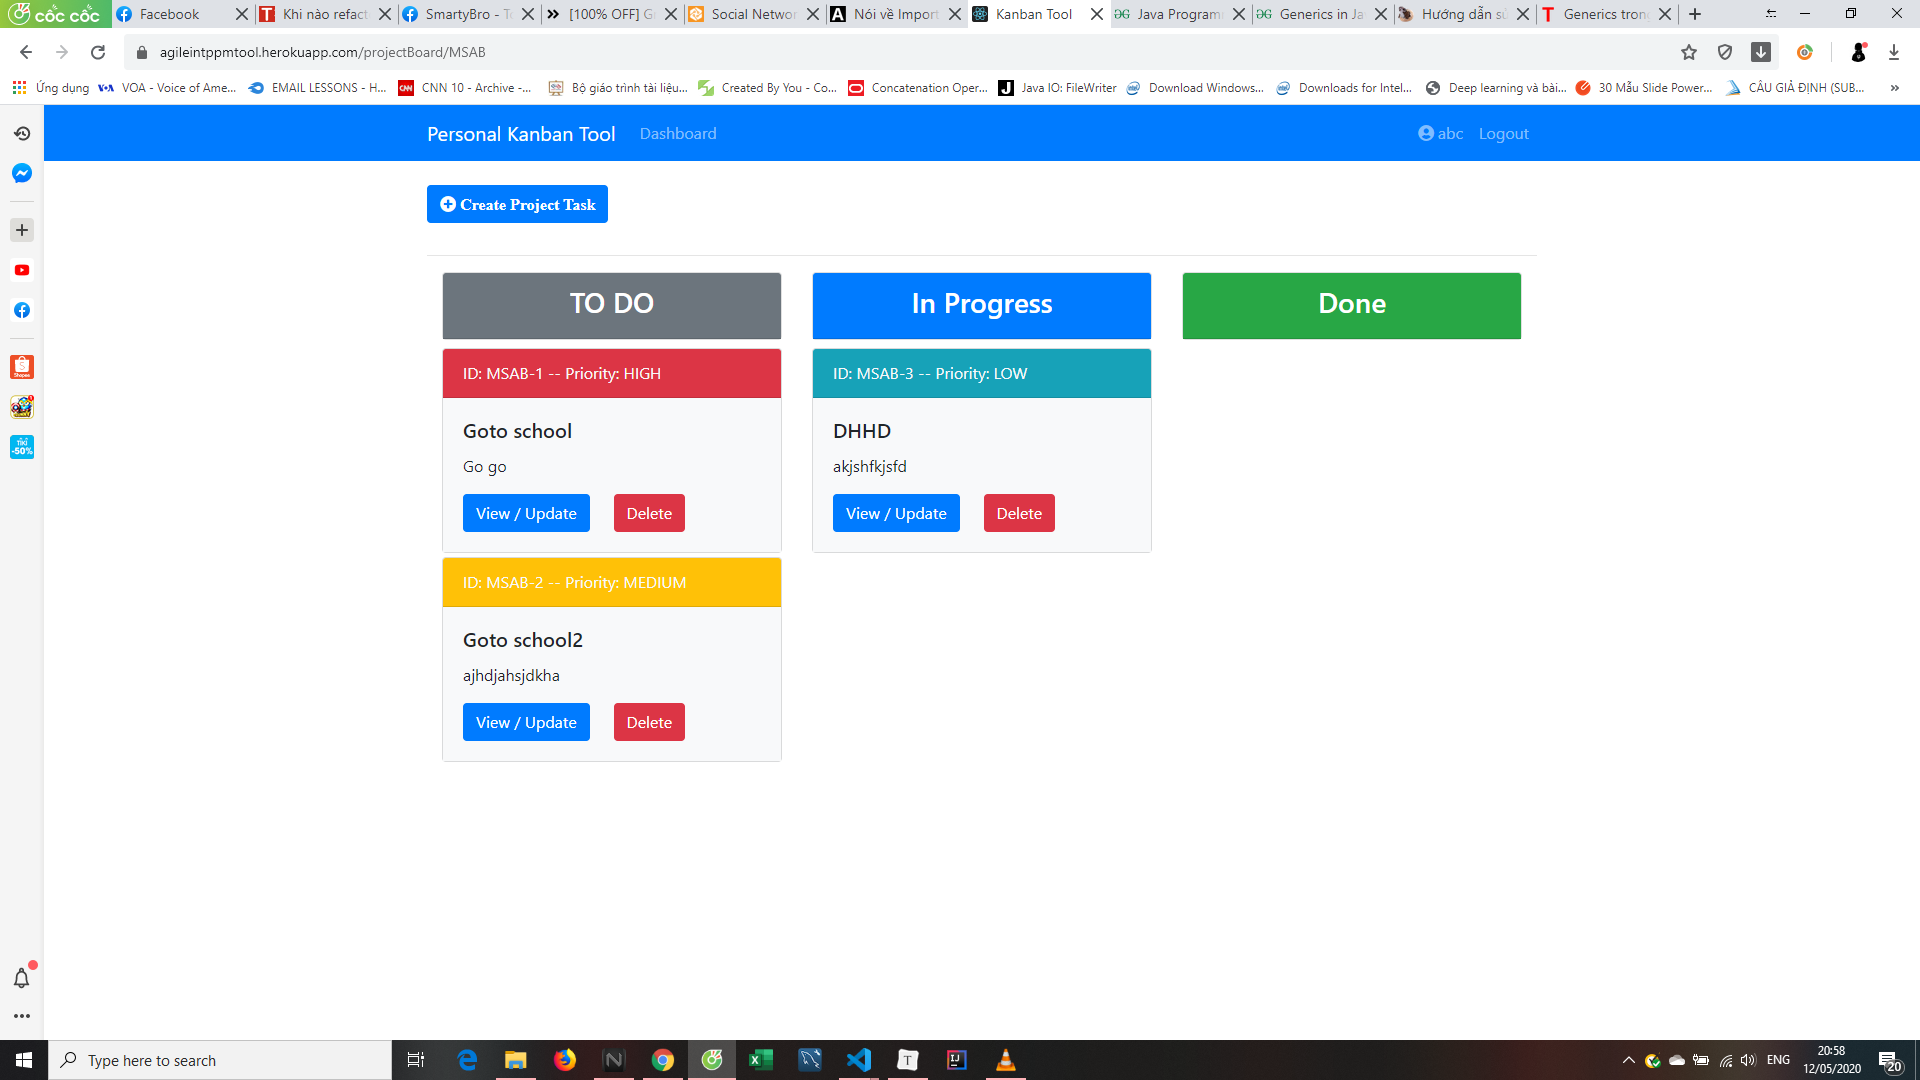 cốc cốc
Facebook
Khi nào refact
SmartyBro - T
[100% OFF] G
Social Networ
Nói về Import
Kanban Tool
Java Program
Generics in Ja
Hướng dẫn sử
Generics tron
agileintppmtool.herokuapp.com/projectBoard/MSAB
Ứng dụng
VOA - Voice of Ame...
EMAIL LESSONS - H...
CNN 10 - Archive -...
Bộ giáo trình tài liệu...
Created By You - Co...
Concatenation Oper...
Java IO: FileWriter
Download Windows...
Downloads for Intel...
Deep learning và bài...
30 Mẫu Slide Power...
CÂU GIẢ ĐỊNH (SUB...
Personal Kanban Tool
Dashboard
abc
Logout
Create Project Task
TO DO
In Progress
Done
ID: MSAB-1 -- Priority: HIGH
Goto school
Go go
View / Update
Delete
ID: MSAB-3 -- Priority: LOW
DHHD
akjshfkjsfd
View / Update
Delete
ID: MSAB-2 -- Priority: MEDIUM
Goto school2
ajhdjahsjdkha
View / Update
Delete
Type here to search
ENG
20:58
12/05/2020
20